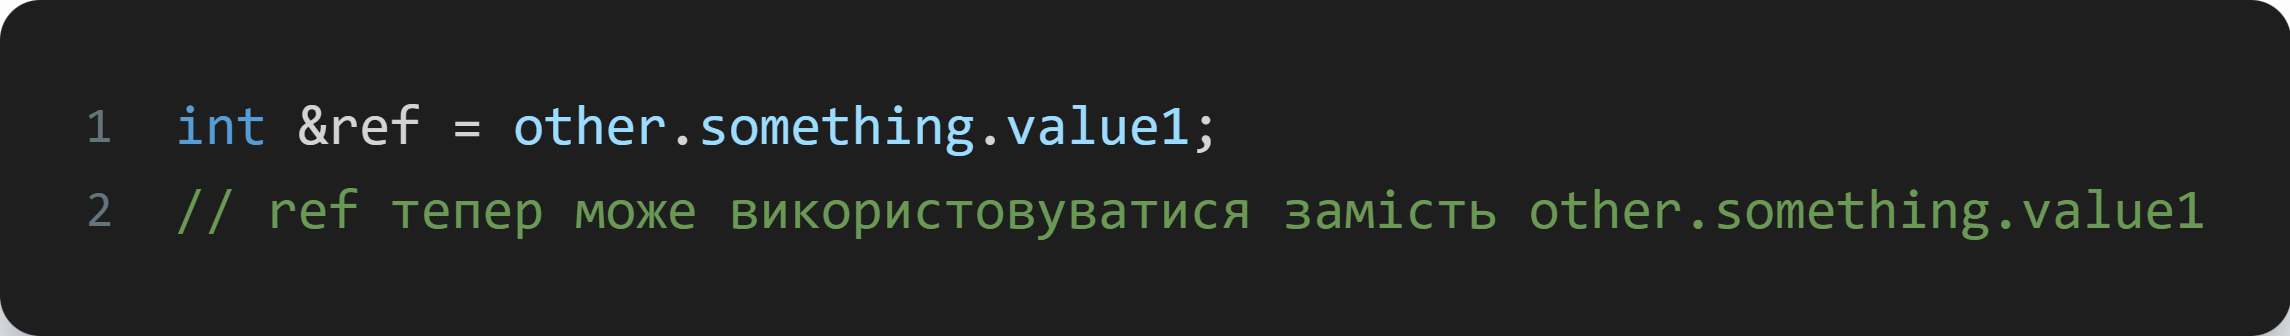 1 int &ref = other.something.value1;
2 // ref тепер може використовуватися замість other.something.value1